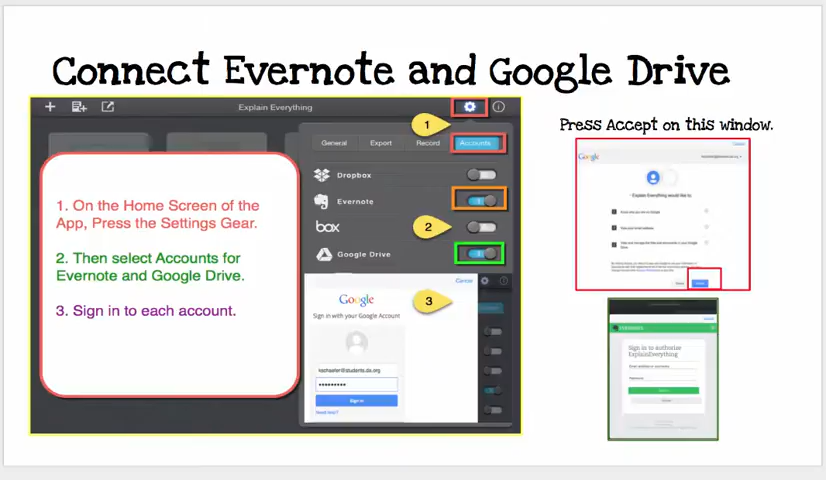 Connect Evernote and Google Drive
Explain Everything
1
General Export Record Accounts
Dropbox
Evernote
box
2
Google Drive
1. On the Home Screen of the
App, Press the Settings Gear.
2. Then select Accounts for
Evernote and Google Drive.
3. Sign in to each account.
Cancel
3
Google
Sign in with your Google Account
Sign in
Need help?
Press Accept on this window.
Google
Explain Everything would like to:
Sign in to authorize
ExplainEverything